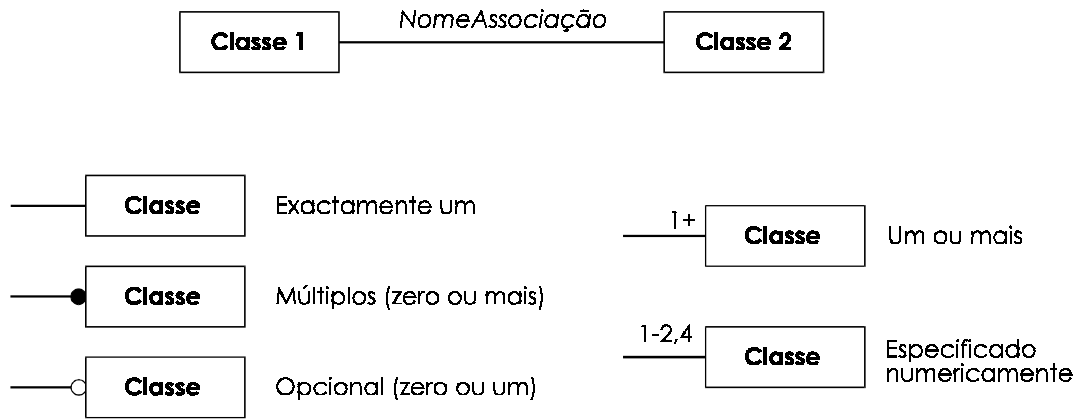 NomeAssociação
Classe 1
Classe 2
Classe
Exactamente um
Classe
Múltiplos (zero ou mais)
Classe
Opcional (zero ou um)
1+
Classe
Um ou mais
1-2,4
Classe
Especificado
numericamente